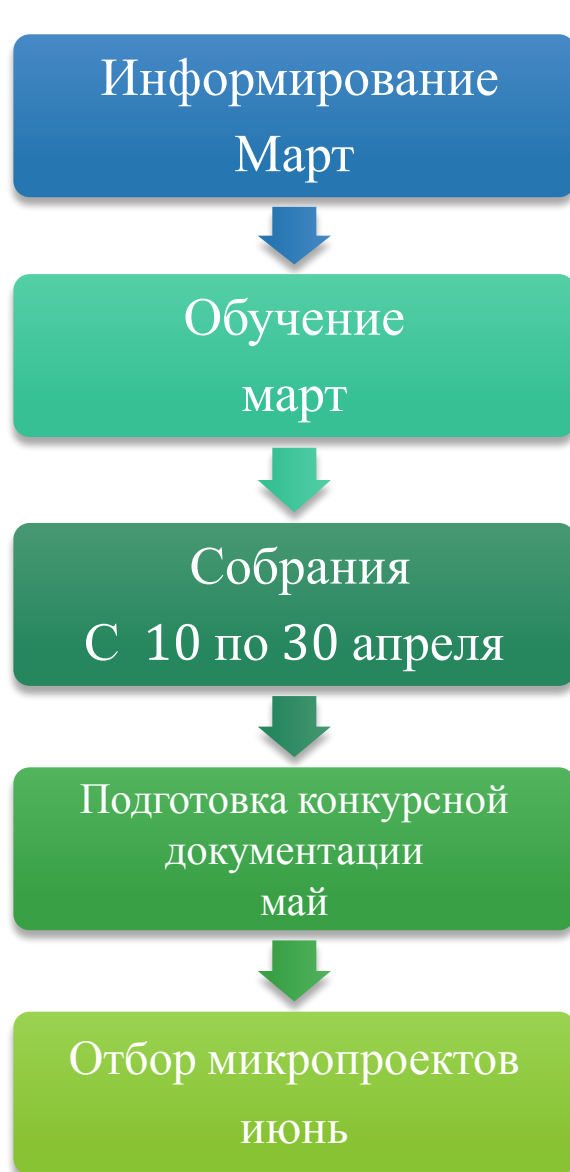 Информирование
Март
Обучение
март
Собрания
С 10 по 30 апреля
Подготовка конкурсной
документации
май
Отбор микропроектов
июнь